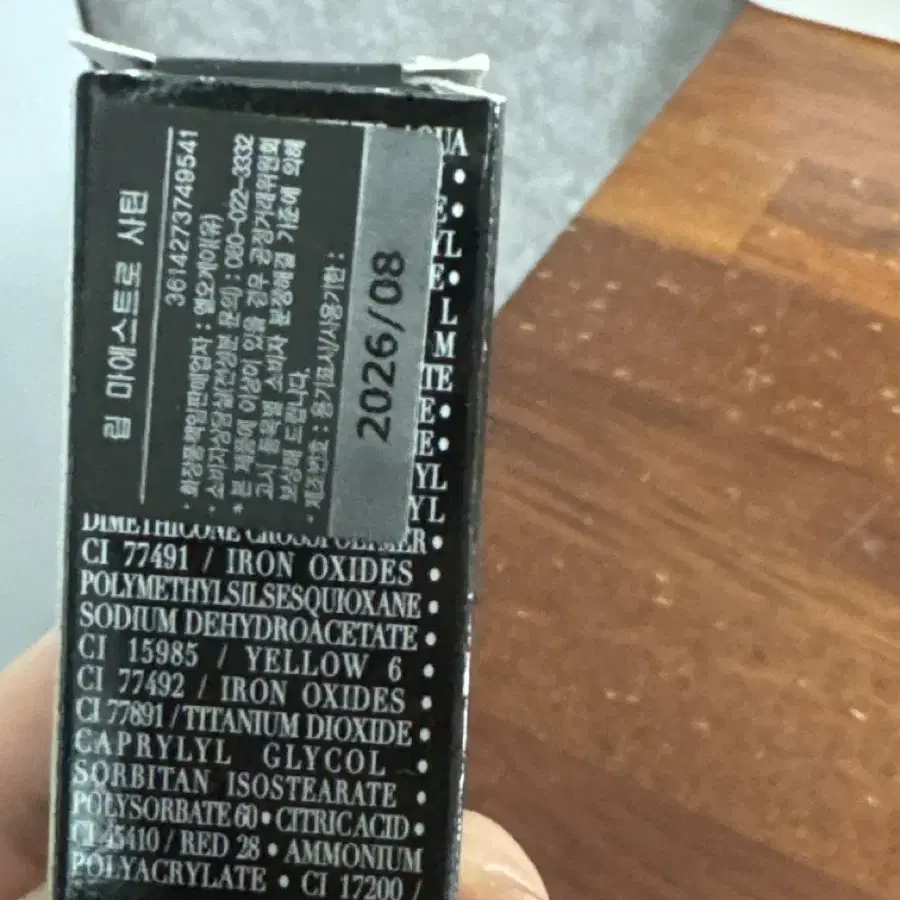 립 마에스트로 사틴
3614273749541
· 화장품책임판매업자 : 엘오케이(유)
· 소비자상담실(전성분 문의) : 080-022-3332
* 본 제품에 이상이 있을 경우 공정거래위원회
고시 품목별 소비자분쟁해결 기준에 의해
보상해 드립니다.
· 제조번호 : 용기표시/사용기한 :
2026/08
AQUA
YL
L
M
YL
YL
DIMETHICONE CROSSPOLYMER •
CI 77491 / IRON OXIDES •
POLYMETHYLSILSESQUIOXANE •
SODIUM DEHYDROACETATE •
CI 15985 / YELLOW 6 •
CI 77492 / IRON OXIDES •
CI 77891 / TITANIUM DIOXIDE •
CAPRYLYL GLYCOL •
SORBITAN ISOSTEARATE •
POLYSORBATE 60 • CITRIC ACID •
CI 45410 / RED 28 • AMMONIUM
POLYACRYLATE • CI 17200 /